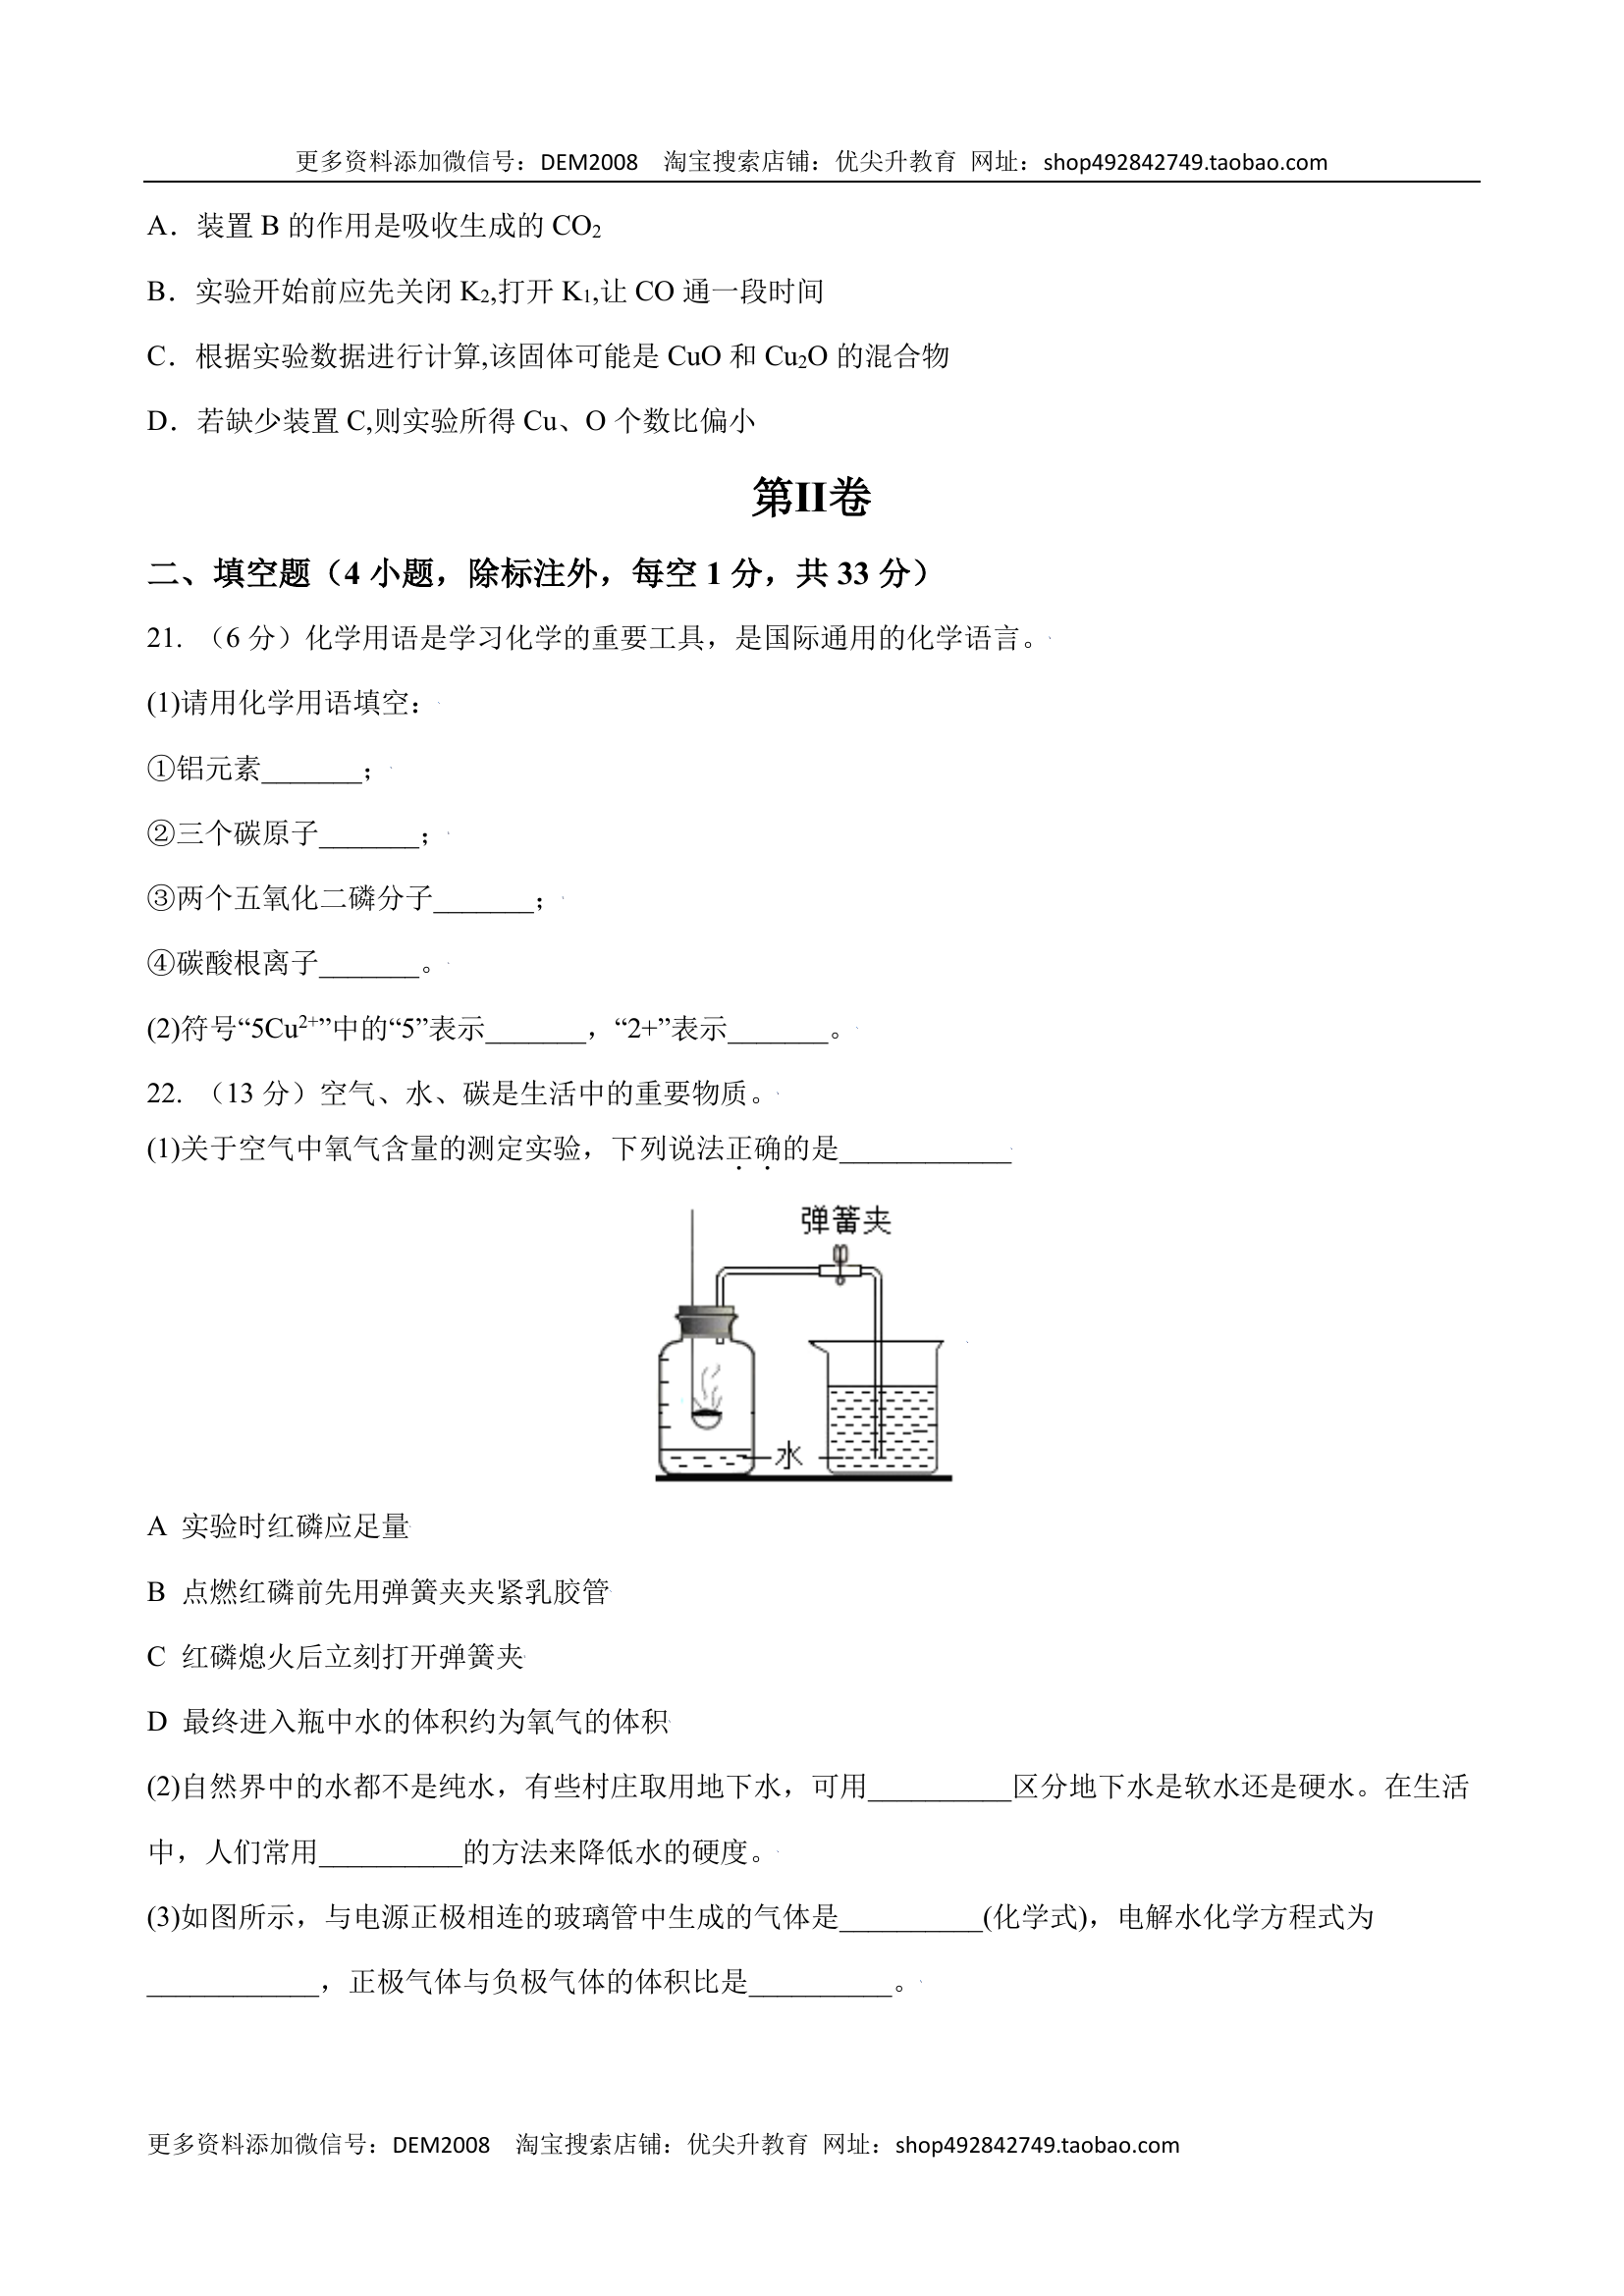 更多资料添加微信号：DEM2008 淘宝搜索店铺：优尖升教育 网址：shop492842749.taobao.com
A．装置 B 的作用是吸收生成的 CO₂
B．实验开始前应先关闭 K₂,打开 K₁,让 CO 通一段时间
C．根据实验数据进行计算,该固体可能是 CuO 和 Cu₂O 的混合物
D．若缺少装置 C,则实验所得 Cu、O 个数比偏小
第II卷
二、填空题（4 小题，除标注外，每空 1 分，共 33 分）
21. （6 分）化学用语是学习化学的重要工具，是国际通用的化学语言。
(1)请用化学用语填空：
①铝元素_______；
②三个碳原子_______；
③两个五氧化二磷分子_______；
④碳酸根离子_______。
(2)符号“5Cu²⁺”中的“5”表示_______，“2+”表示_______。
22. （13 分）空气、水、碳是生活中的重要物质。
(1)关于空气中氧气含量的测定实验，下列说法正确的是____________
弹簧夹
水
A 实验时红磷应足量
B 点燃红磷前先用弹簧夹夹紧乳胶管
C 红磷熄火后立刻打开弹簧夹
D 最终进入瓶中水的体积约为氧气的体积
(2)自然界中的水都不是纯水，有些村庄取用地下水，可用__________区分地下水是软水还是硬水。在生活
中，人们常用__________的方法来降低水的硬度。
(3)如图所示，与电源正极相连的玻璃管中生成的气体是__________(化学式)，电解水化学方程式为
____________，正极气体与负极气体的体积比是__________。
更多资料添加微信号：DEM2008 淘宝搜索店铺：优尖升教育 网址：shop492842749.taobao.com